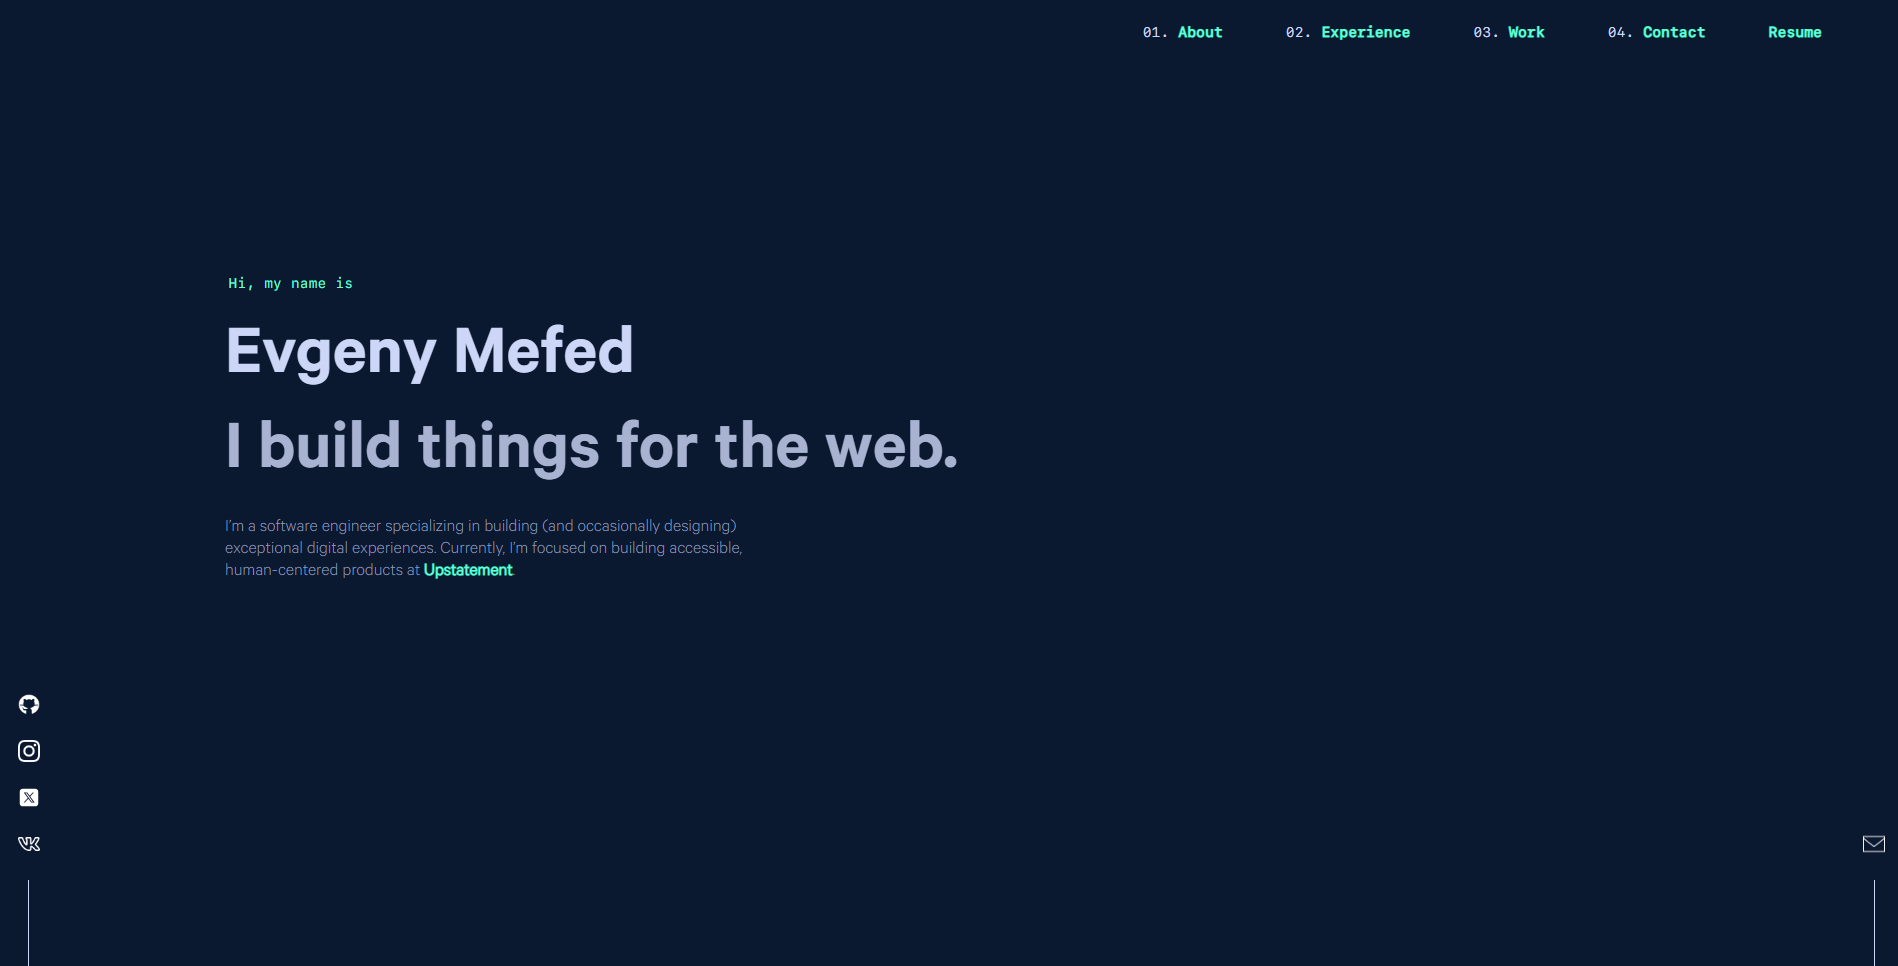 01. About 02. Experience 03. Work 04. Contact Resume
Hi, my name is
Evgeny Mefed
I build things for the web.
I'm a software engineer specializing in building (and occasionally designing)
exceptional digital experiences. Currently, I'm focused on building accessible,
human-centered products at Upstatement.